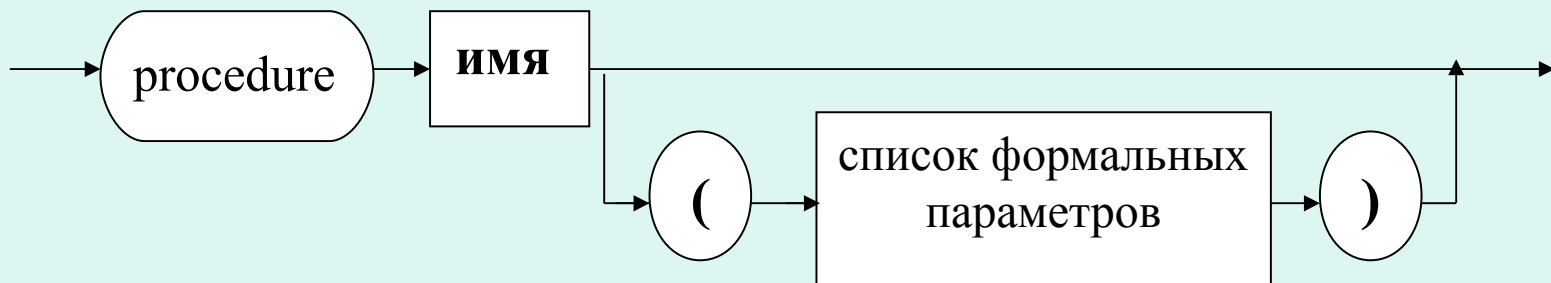 procedure
имя
(
список формальных
параметров
)